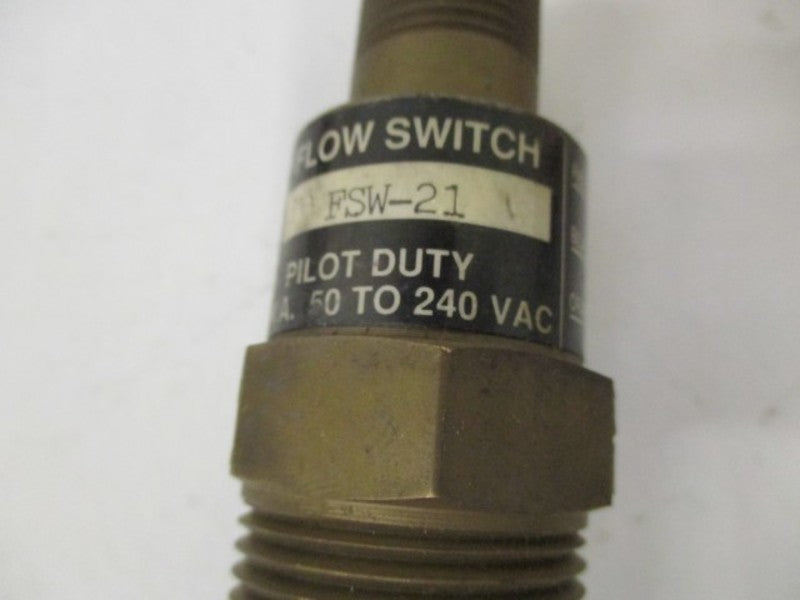 FLOW SWITCH
FSW-21
PILOT DUTY
A. 50 TO 240 VAC